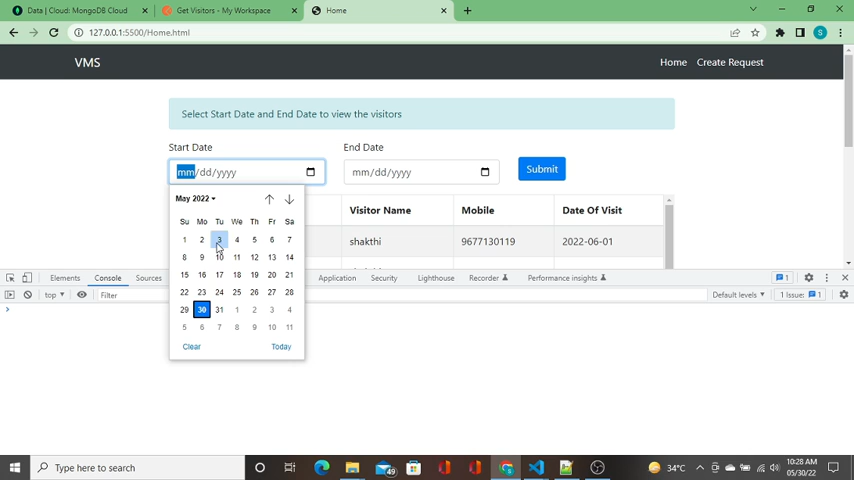 Data | Cloud: MongoDB Cloud
Get Visitors - My Workspace
Home
127.0.0.1:5500/Home.html
S
VMS
Home Create Request
Select Start Date and End Date to view the visitors
Start Date End Date
mm/dd/yyyy mm/dd/yyyy Submit
May 2022
Su Mo Tu We Th Fr Sa
1 2 3 4 5 6 7
8 9 10 11 12 13 14
15 16 17 18 19 20 21
22 23 24 25 26 27 28
29 30 31 1 2 3 4
5 6 7 8 9 10 11
Clear Today
Visitor Name Mobile Date Of Visit
shakthi 9677130119 2022-06-01
Elements Console Sources Application Security Lighthouse Recorder Performance insights 1
top Filter Default levels 1 Issue: 1
Type here to search
49
34°C
10:28 AM
05/30/22